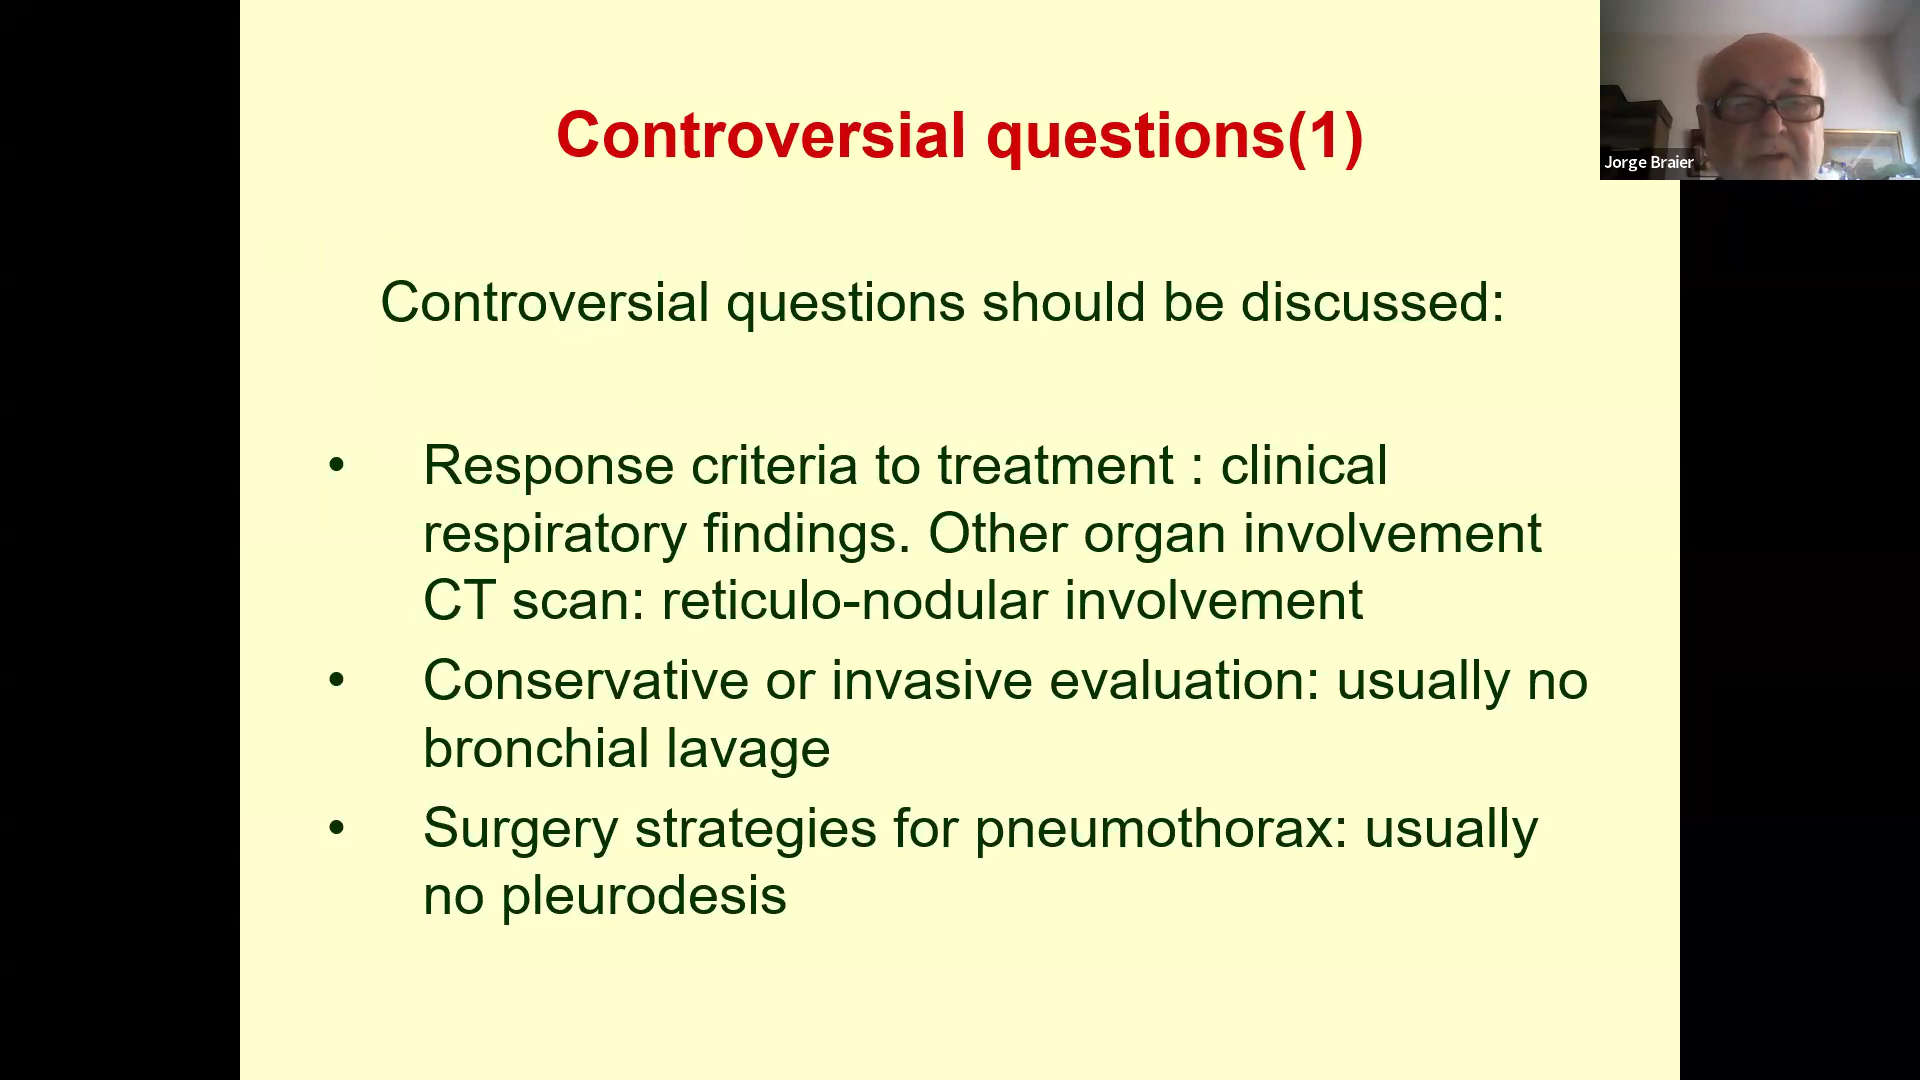 Controversial questions(1)
Jorge Braier
Controversial questions should be discussed:
• Response criteria to treatment : clinical
respiratory findings. Other organ involvement
CT scan: reticulo-nodular involvement
• Conservative or invasive evaluation: usually no
bronchial lavage
• Surgery strategies for pneumothorax: usually
no pleurodesis